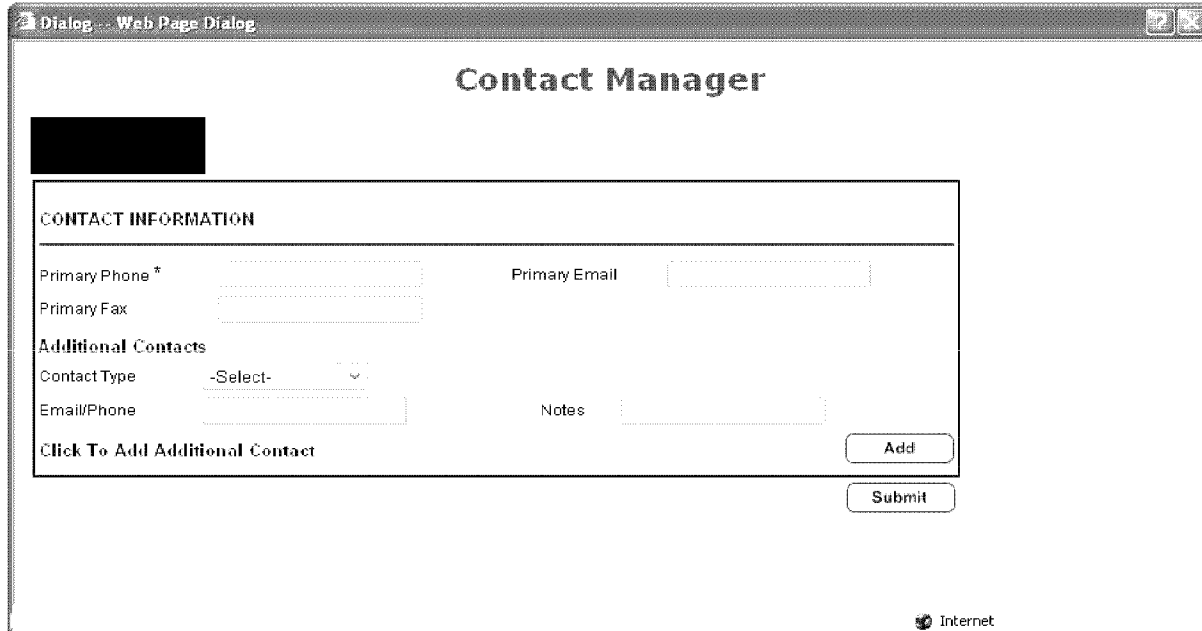 Dialog -- Web Page Dialog
Contact Manager
CONTACT INFORMATION
Primary Phone * Primary Email
Primary Fax
Additional Contacts
Contact Type -Select-
Email/Phone Notes
Click To Add Additional Contact Add
Submit
Internet